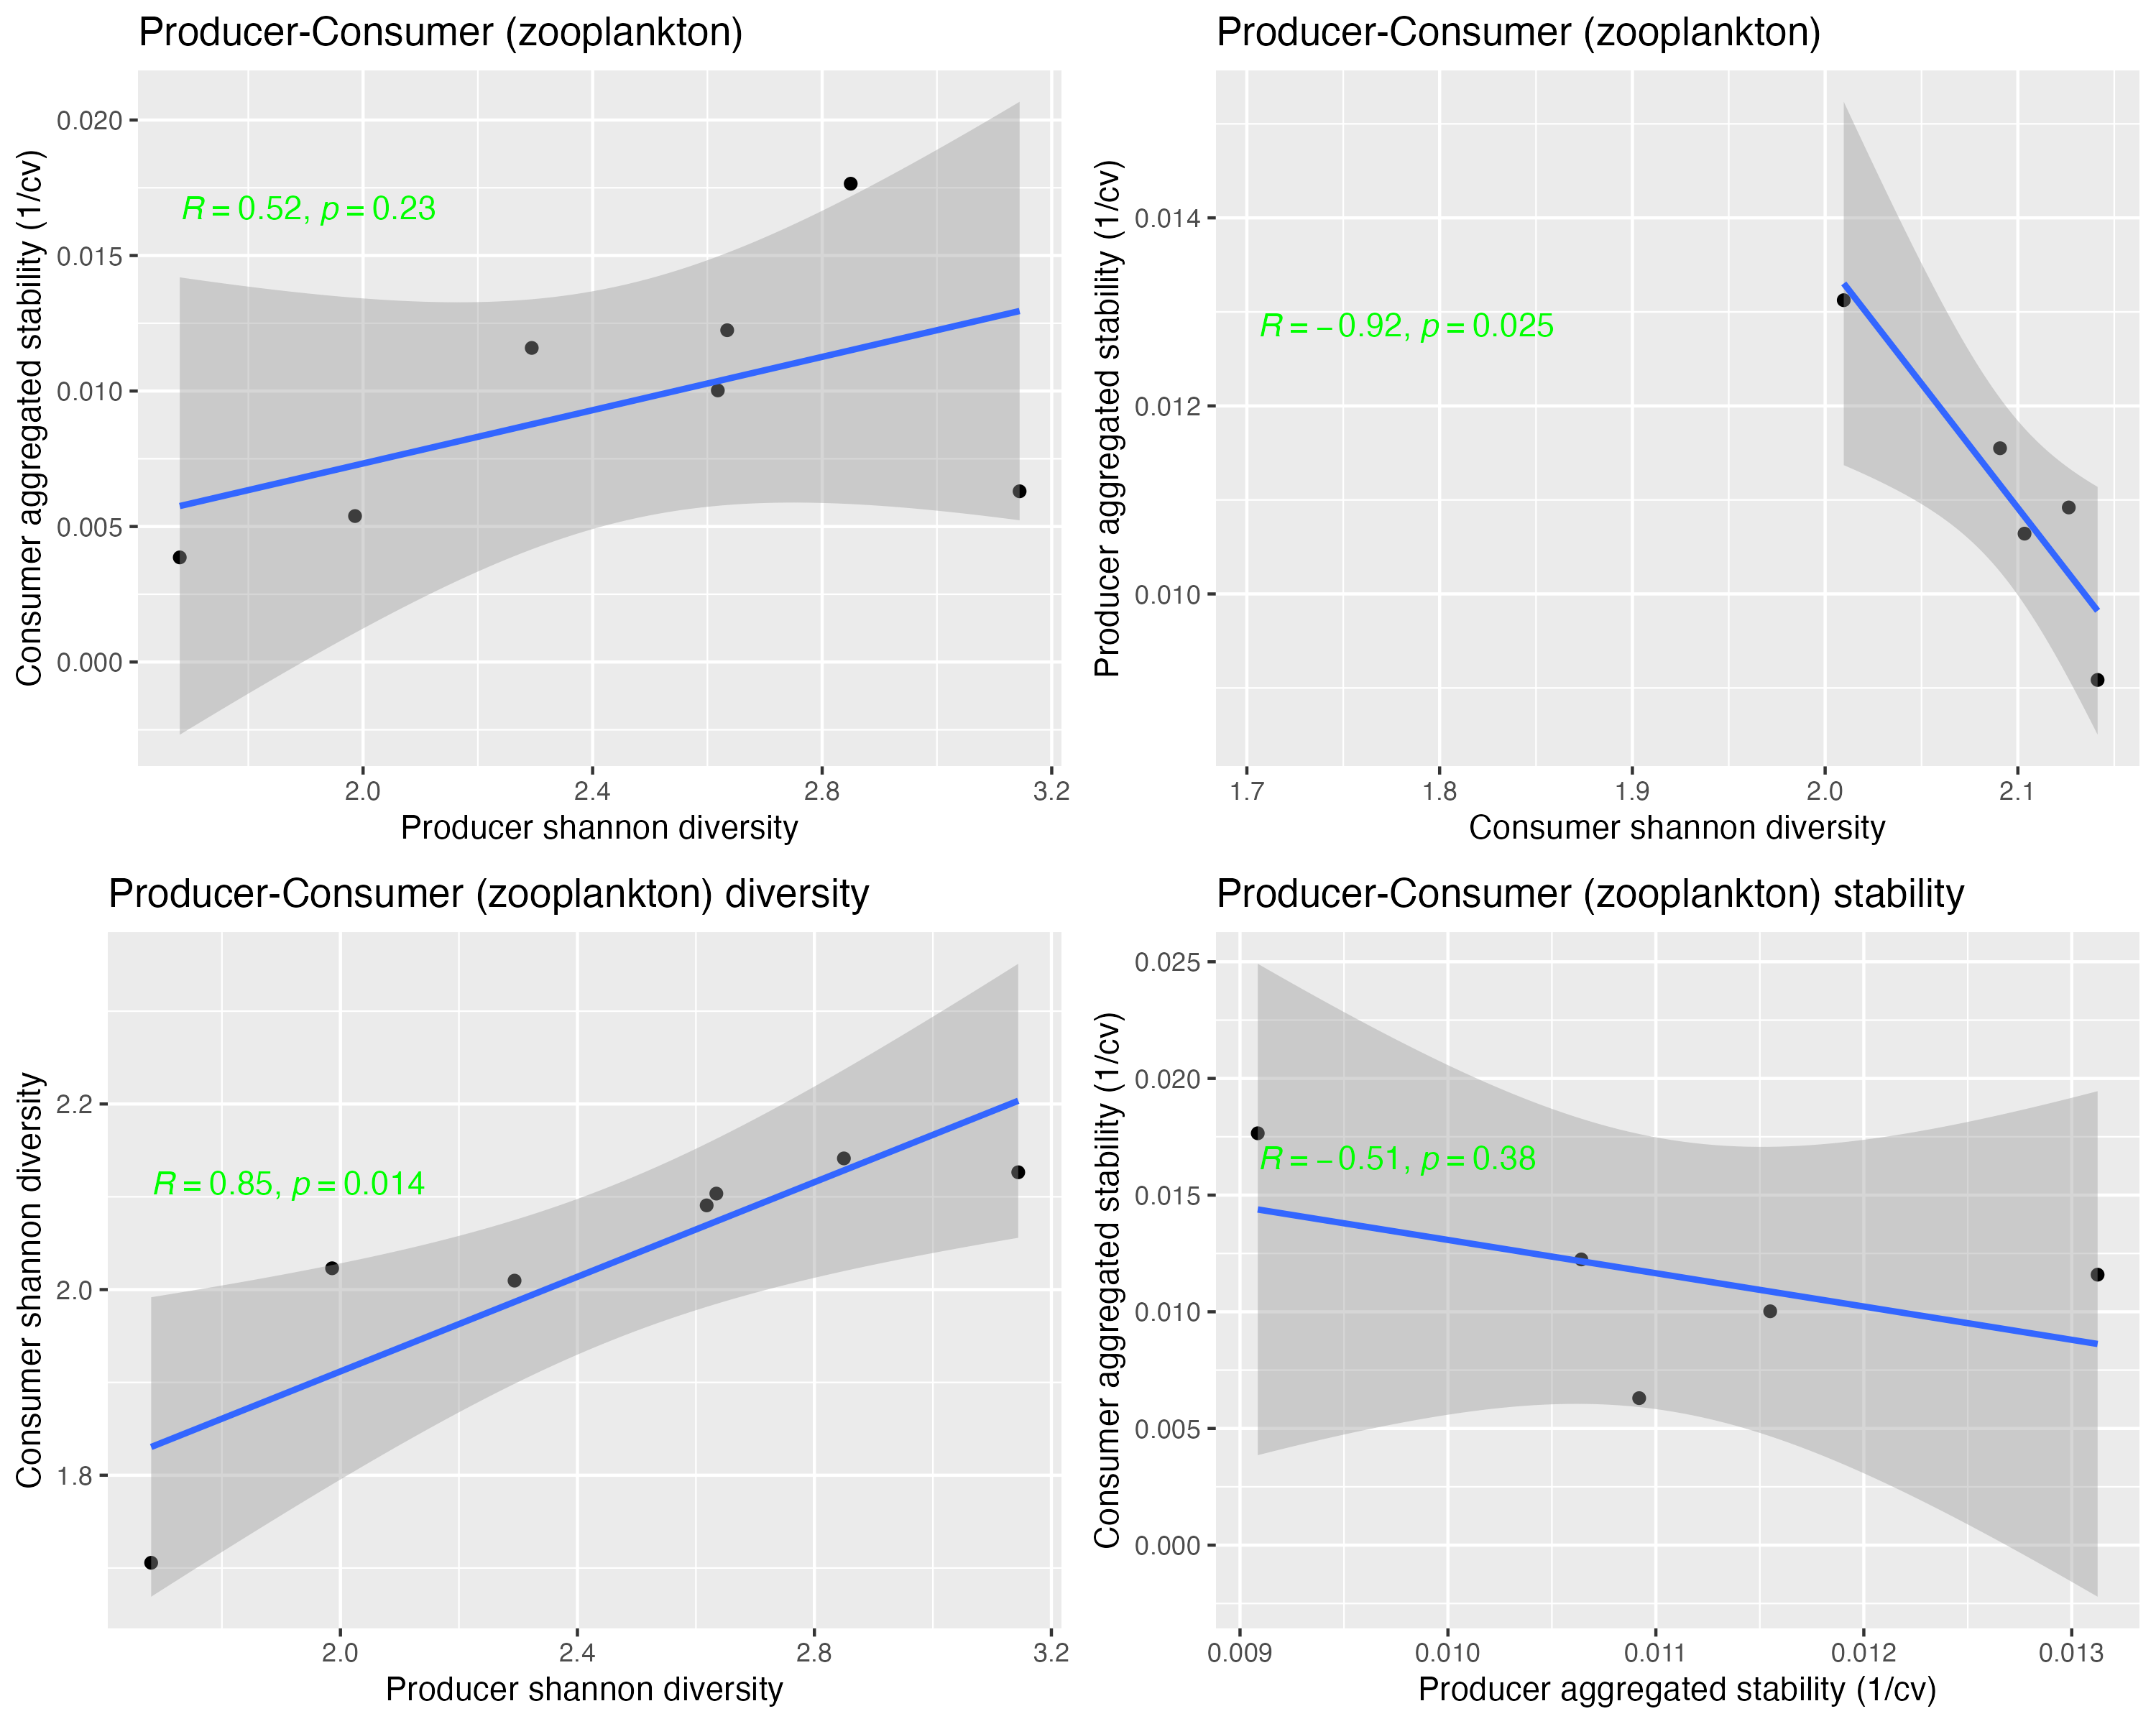 Producer-Consumer (zooplankton)
Consumer aggregated stability (1/cv)
0.020
0.015
0.010
0.005
0.000
R = 0.52, p = 0.23
2.0 2.4 2.8 3.2
Producer shannon diversity
Producer-Consumer (zooplankton)
Producer aggregated stability (1/cv)
0.014
0.012
0.010
R = −0.92, p = 0.025
1.7 1.8 1.9 2.0 2.1
Consumer shannon diversity
Producer-Consumer (zooplankton) diversity
Consumer shannon diversity
2.2
2.0
1.8
R = 0.85, p = 0.014
2.0 2.4 2.8 3.2
Producer shannon diversity
Producer-Consumer (zooplankton) stability
Consumer aggregated stability (1/cv)
0.025
0.020
0.015
0.010
0.005
0.000
R = −0.51, p = 0.38
0.009 0.010 0.011 0.012 0.013
Producer aggregated stability (1/cv)